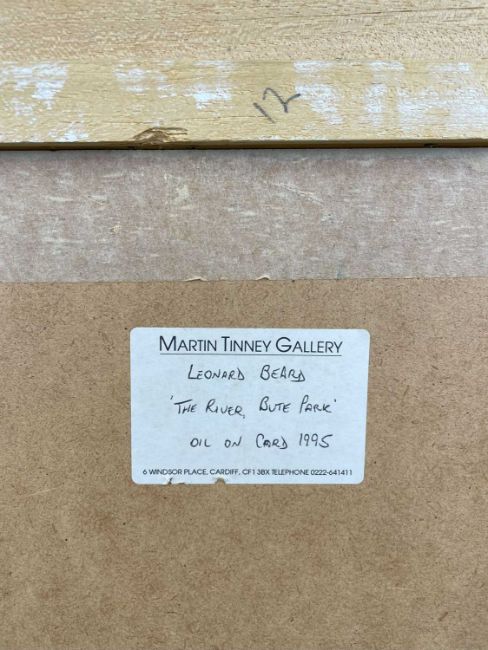 12
MARTIN TINNEY GALLERY
LEONARD BEARD
'THE RIVER, BUTE PARK'
OIL ON CARD 1995
6 WINDSOR PLACE, CARDIFF, CF1 3BX TELEPHONE 0222-641411